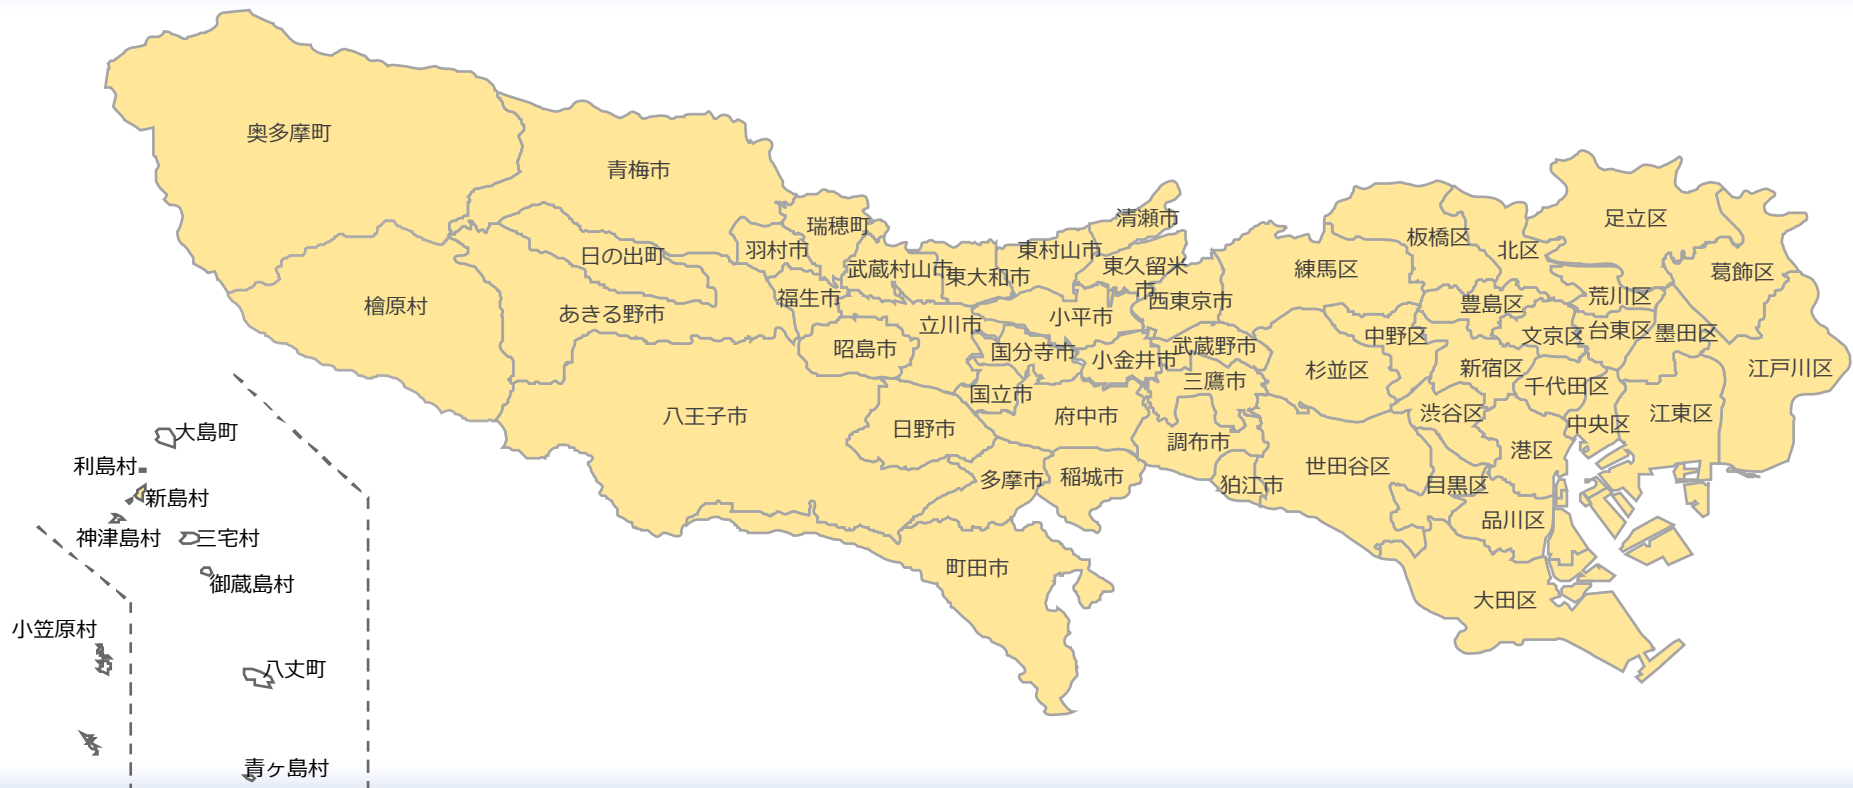 奥多摩町
青梅市
瑞穂町
羽村市
日の出町
檜原村
あきる野市
福生市
武蔵村山市
東大和市
東村山市
清瀬市
東久留米
市
西東京市
立川市
昭島市
小平市
国分寺市
小金井市
武蔵野市
三鷹市
国立市
府中市
八王子市
日野市
調布市
狛江市
多摩市
稲城市
町田市
練馬区
板橋区
北区
足立区
葛飾区
荒川区
豊島区
文京区
台東区
墨田区
中野区
杉並区
新宿区
千代田区
江戸川区
渋谷区
中央区
江東区
港区
世田谷区
目黒区
品川区
大田区
大島町
利島村
新島村
神津島村
三宅村
御蔵島村
小笠原村
八丈町
青ヶ島村